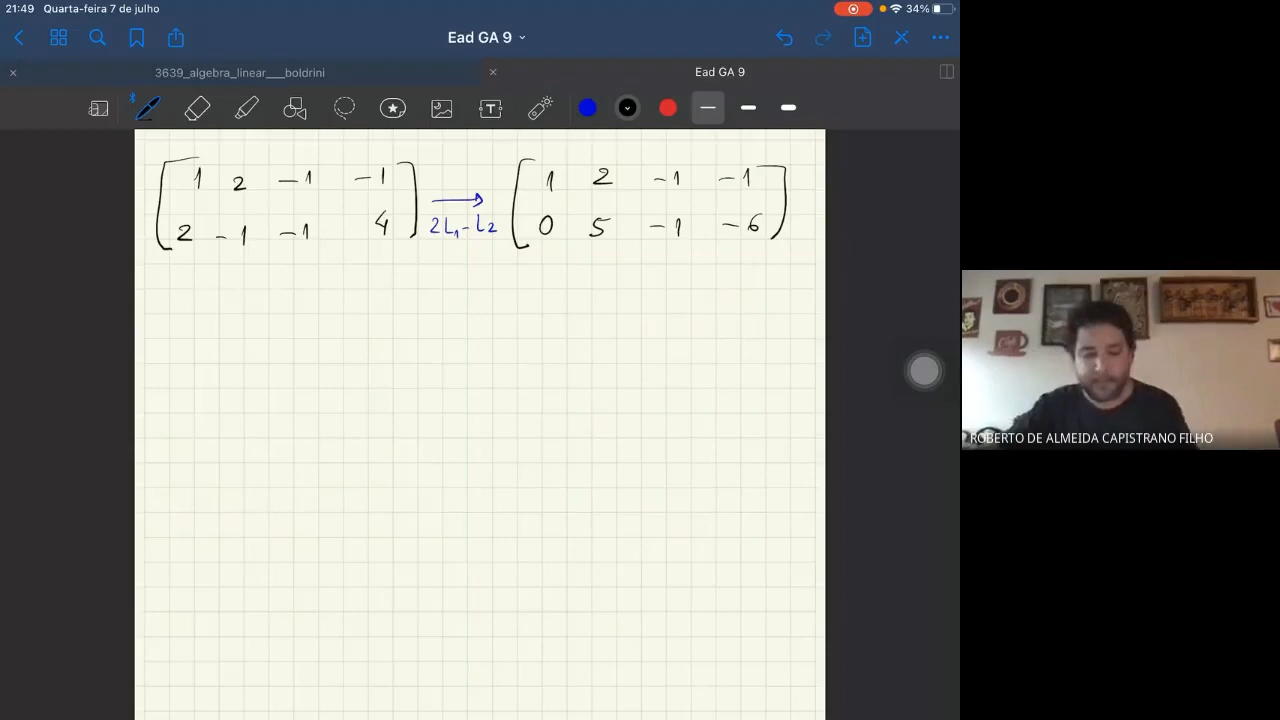 21:49 Quarta-feira 7 de julho 34%
Ead GA 9
3639_algebra_linear___boldrini Ead GA 9
1 2 -1 -1 1 2 -1 -1
2 -1 -1 4 2L₁-L₂ 0 5 -1 -6
ROBERTO DE ALMEIDA CAPISTRANO FILHO